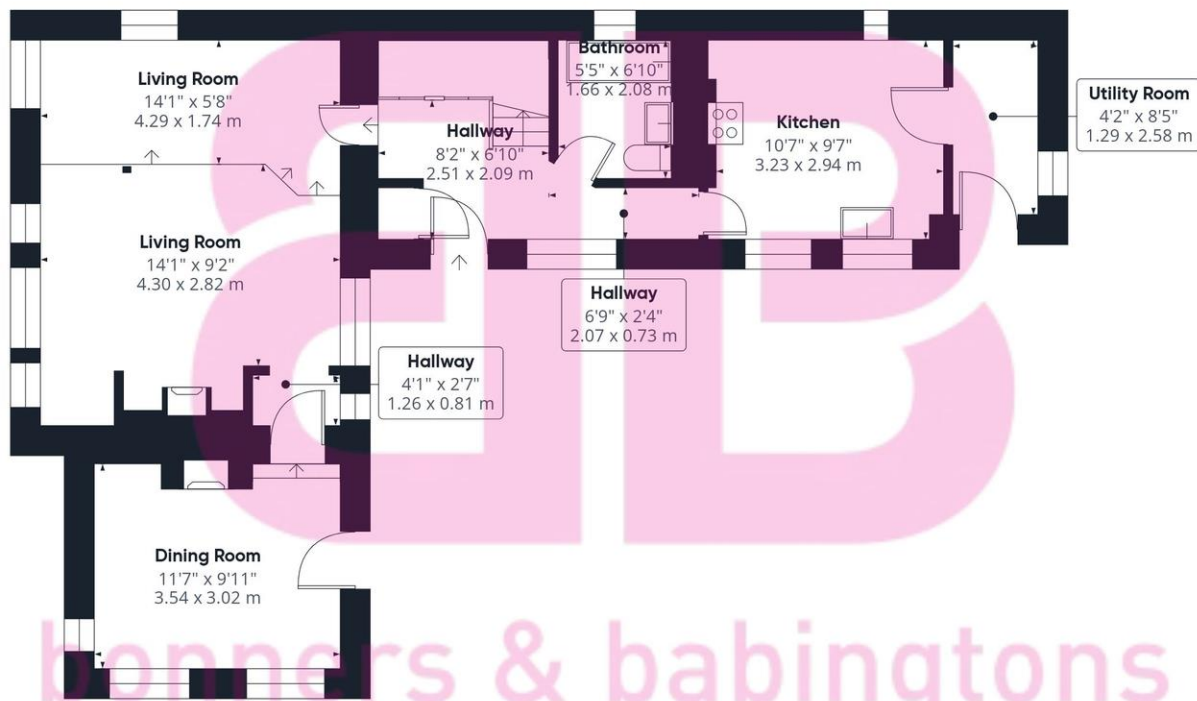 Living Room
14'1" x 5'8"
4.29 x 1.74 m
Hallway
8'2" x 6'10"
2.51 x 2.09 m
Bathroom
5'5" x 6'10"
1.66 x 2.08 m
Kitchen
10'7" x 9'7"
3.23 x 2.94 m
Utility Room
4'2" x 8'5"
1.29 x 2.58 m
Living Room
14'1" x 9'2"
4.30 x 2.82 m
Hallway
6'9" x 2'4"
2.07 x 0.73 m
Hallway
4'1" x 2'7"
1.26 x 0.81 m
Dining Room
11'7" x 9'11"
3.54 x 3.02 m
bonners & babingtons